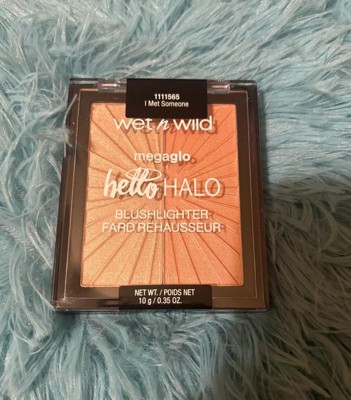 1111565
I Met Someone
wet n wild
megaglo
hello HALO
BLUSHLIGHTER
FARD REHAUSSEUR
NET WT. / POIDS NET
10 g / 0.35 OZ.